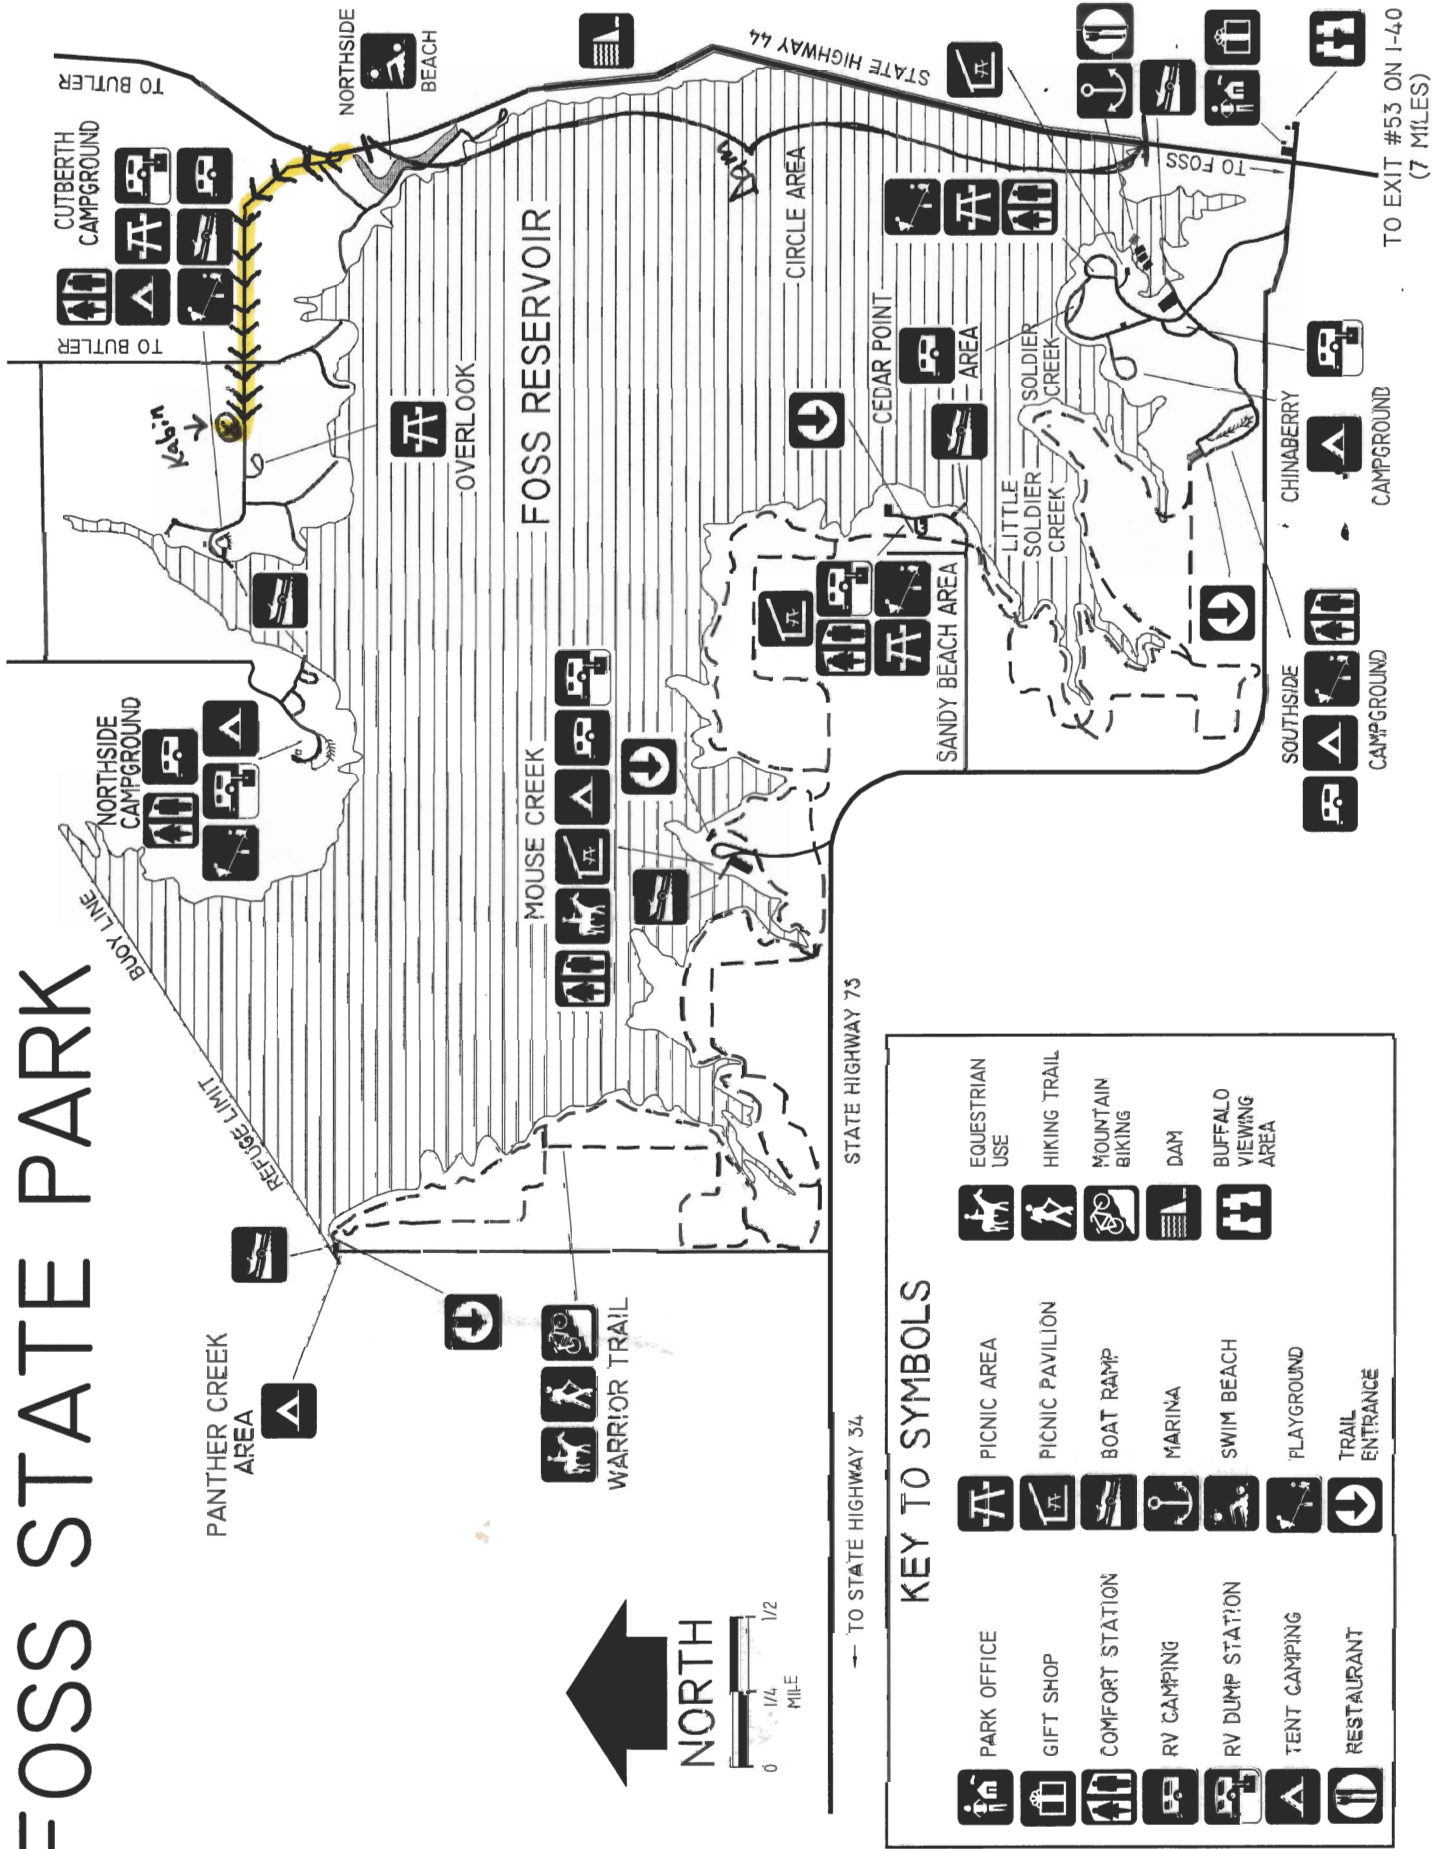 FOSS STATE PARK
TO BUTLER
NORTHSIDE
BEACH
STATE HIGHWAY 44
CUTBERTH
CAMPGROUND
TO BUTLER
Kabin
OVERLOOK
FOSS RESERVOIR
Dam
CIRCLE AREA
TO FOSS
TO EXIT #53 ON I-40
(7 MILES)
CEDAR POINT
AREA
SOLDIER
CREEK
LITTLE
SOLDIER
CREEK
CHINABERRY
CAMPGROUND
SANDY BEACH AREA
SOUTHSIDE
CAMPGROUND
NORTHSIDE
CAMPGROUND
MOUSE CREEK
BUOY LINE
REFUGE LIMIT
PANTHER CREEK
AREA
WARRIOR TRAIL
STATE HIGHWAY 73
← TO STATE HIGHWAY 34
NORTH
0 1/4 1/2
MILE
KEY TO SYMBOLS
PARK OFFICE
GIFT SHOP
COMFORT STATION
RV CAMPING
RV DUMP STATION
TENT CAMPING
RESTAURANT
PICNIC AREA
PICNIC PAVILION
BOAT RAMP
MARINA
SWIM BEACH
PLAYGROUND
TRAIL
ENTRANCE
EQUESTRIAN
USE
HIKING TRAIL
MOUNTAIN
BIKING
DAM
BUFFALO
VIEWING
AREA